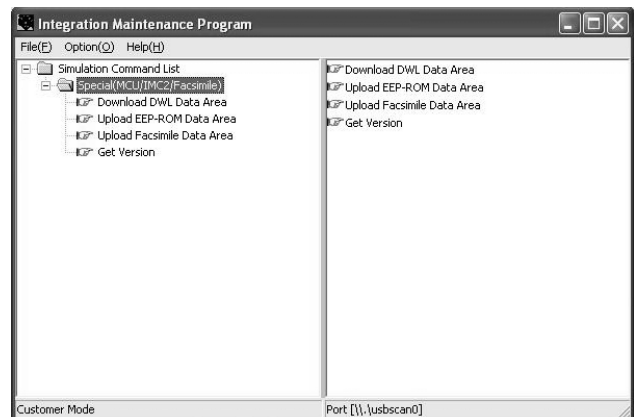 Integration Maintenance Program
File(F) Option(O) Help(H)
Simulation Command List
Special(MCU/IMC2/Facsimile)
Download DWL Data Area
Upload EEP-ROM Data Area
Upload Facsimile Data Area
Get Version
Download DWL Data Area
Upload EEP-ROM Data Area
Upload Facsimile Data Area
Get Version
Customer Mode
Port [\\.\usbscan0]